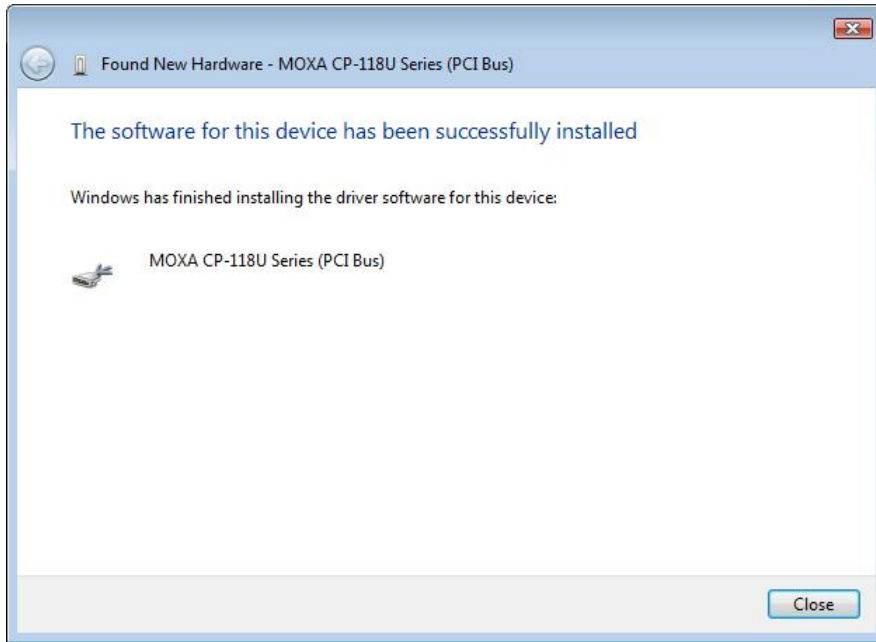 Found New Hardware - MOXA CP-118U Series (PCI Bus)
The software for this device has been successfully installed
Windows has finished installing the driver software for this device:
MOXA CP-118U Series (PCI Bus)
Close